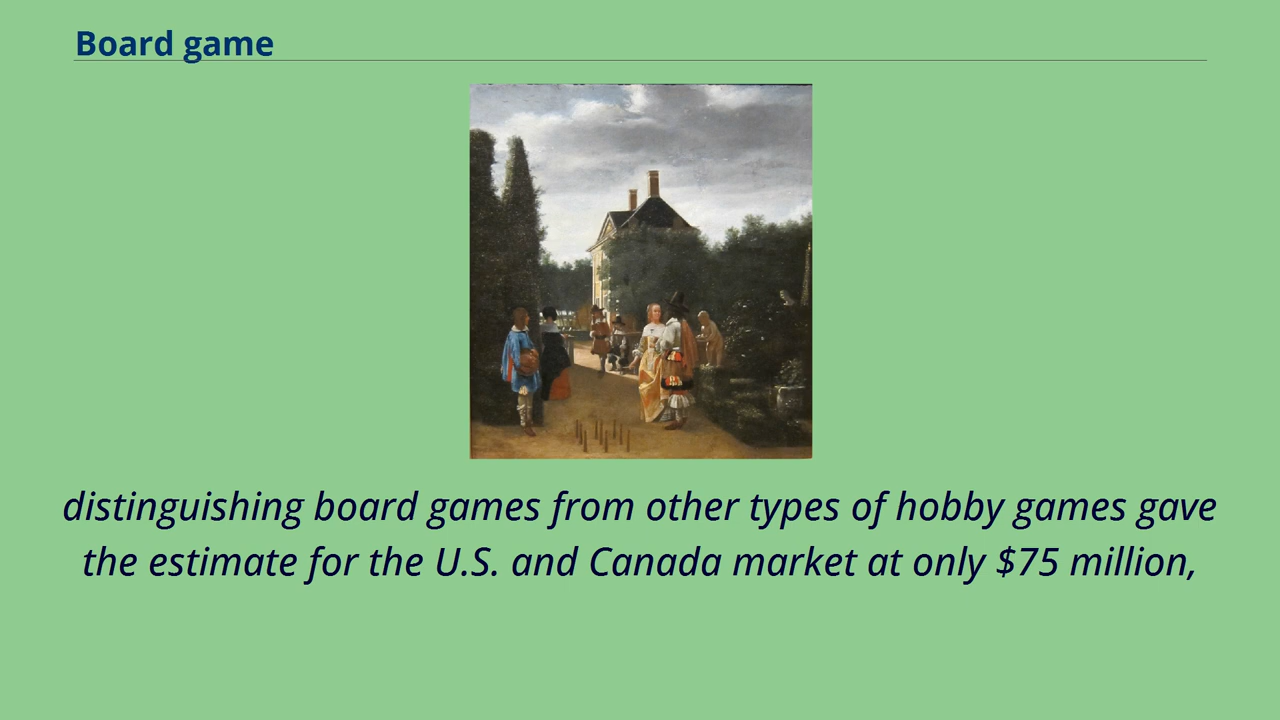 Board game
distinguishing board games from other types of hobby games gave
the estimate for the U.S. and Canada market at only $75 million,